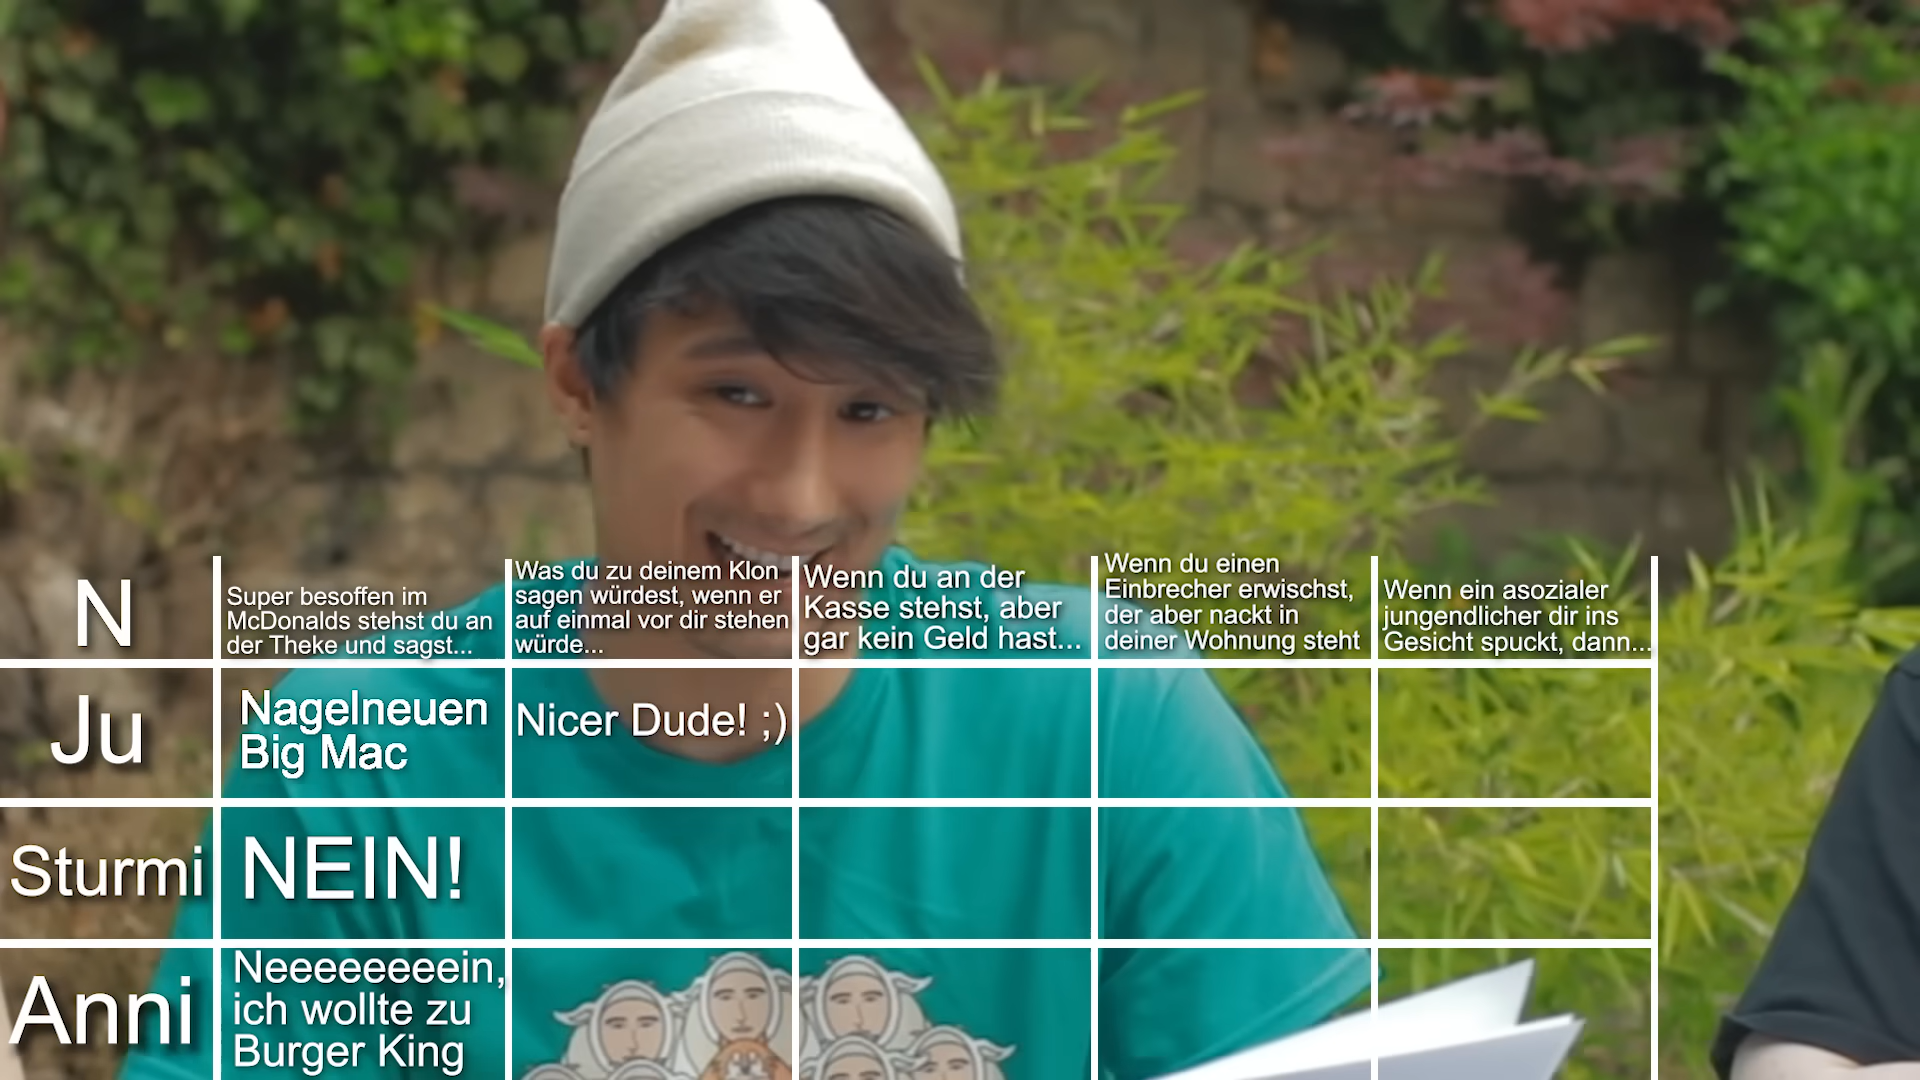 N
Super besoffen im
McDonalds stehst du an
der Theke und sagst...
Was du zu deinem Klon
sagen würdest, wenn er
auf einmal vor dir stehen
würde...
Wenn du an der
Kasse stehst, aber
gar kein Geld hast...
Wenn du einen
Einbrecher erwischst,
der aber nackt in
deiner Wohnung steht
Wenn ein asozialer
jungendlicher dir ins
Gesicht spuckt, dann...
Ju
Nagelneuen
Big Mac
Nicer Dude! ;)
Sturmi
NEIN!
Anni
Neeeeeeeein,
ich wollte zu
Burger King